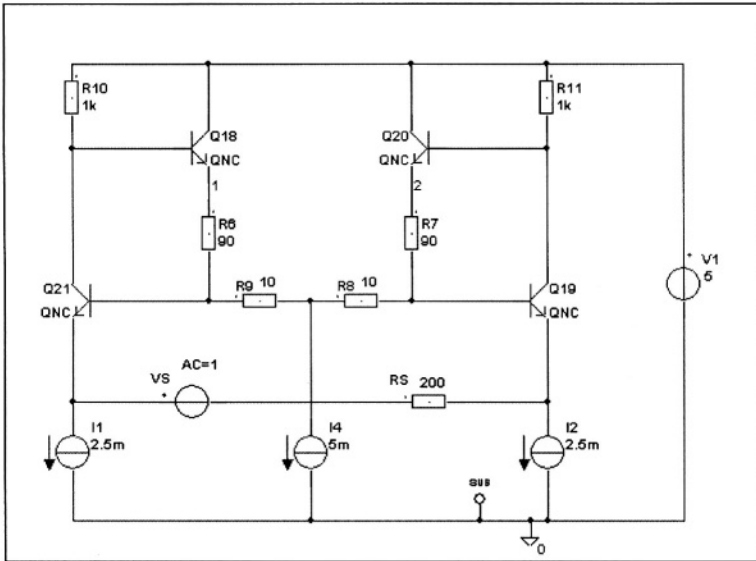 R10
1k
R11
1k
Q18
QNC
Q20
QNC
1
2
R6
90
R7
90
V1
5
Q21
QNC
R9 10
R8 10
Q19
QNC
AC=1
VS
RS 200
I1
2.5m
I4
5m
I2
2.5m
SUB
0